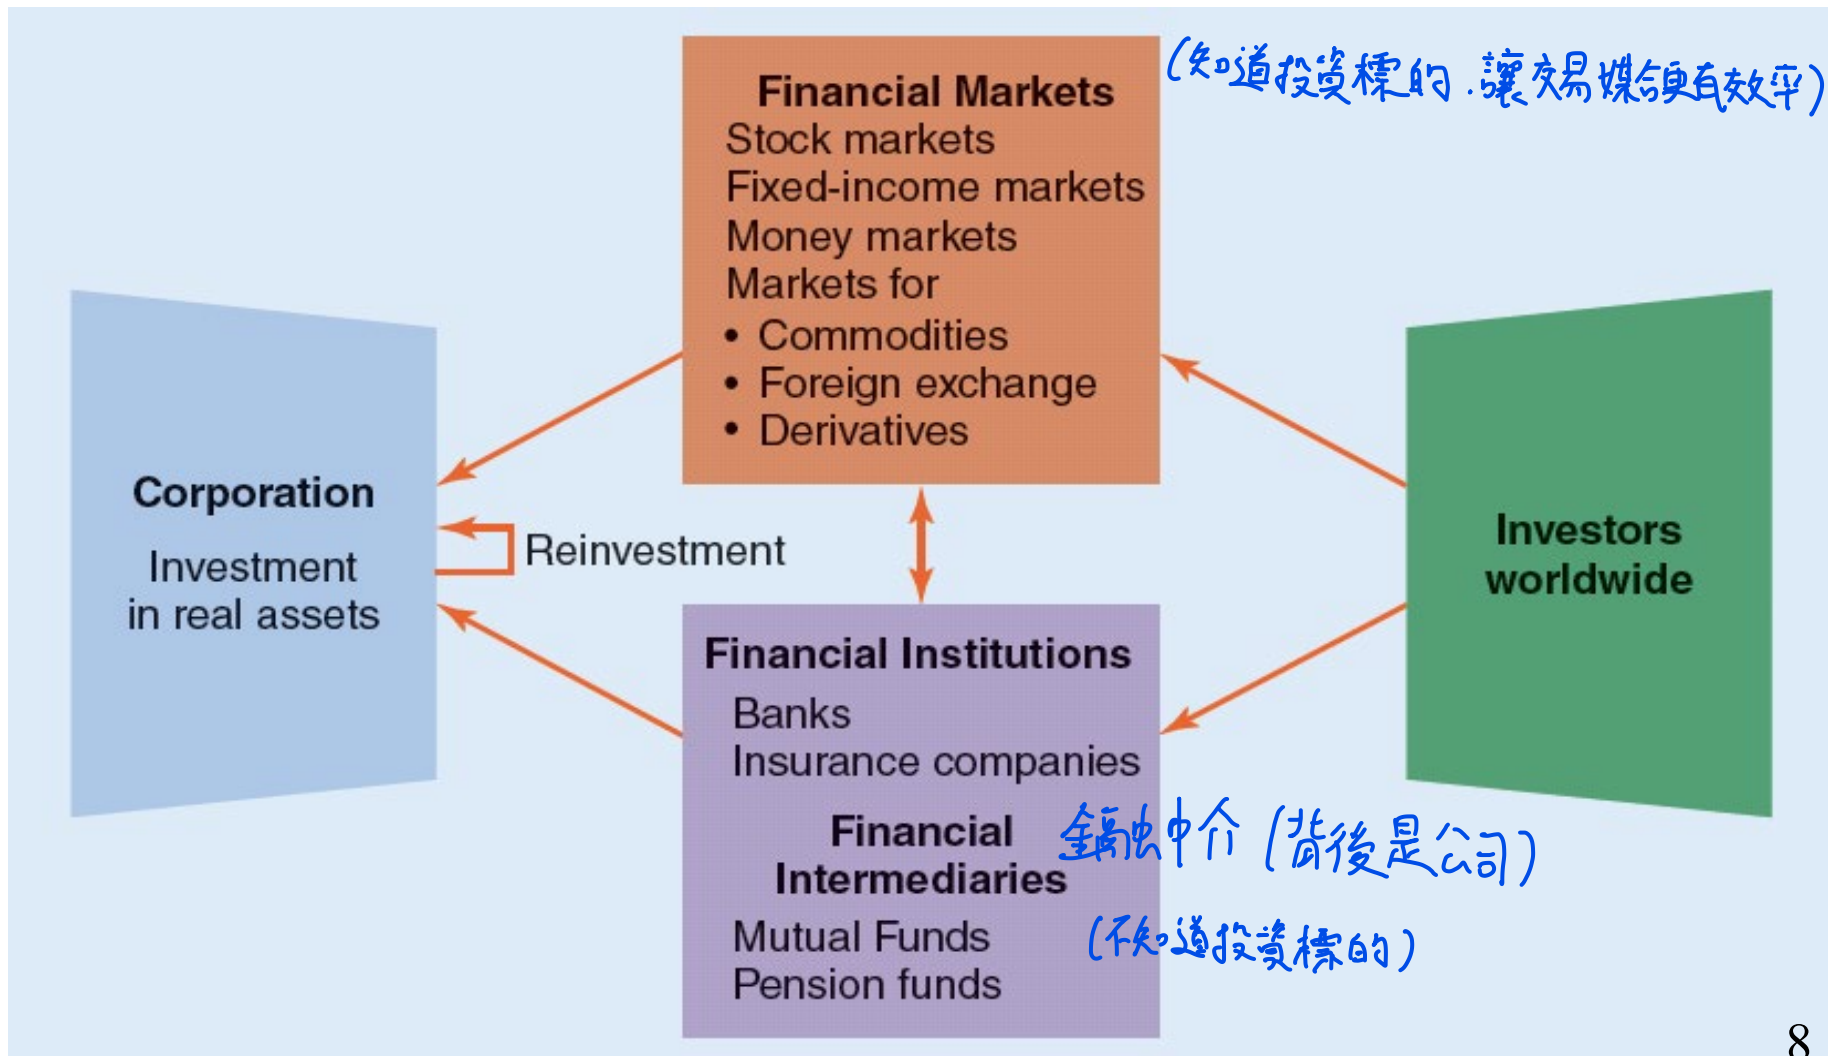 Financial Markets
(知道投資標的.讓交易媒合更有效率)
Stock markets
Fixed-income markets
Money markets
Markets for
• Commodities
• Foreign exchange
• Derivatives
Corporation
Investment
in real assets
Reinvestment
Investors
worldwide
Financial Institutions
Banks
Insurance companies
Financial
Intermediaries
金融中介 (背後是公司)
(不知道投資標的)
Mutual Funds
Pension funds
8